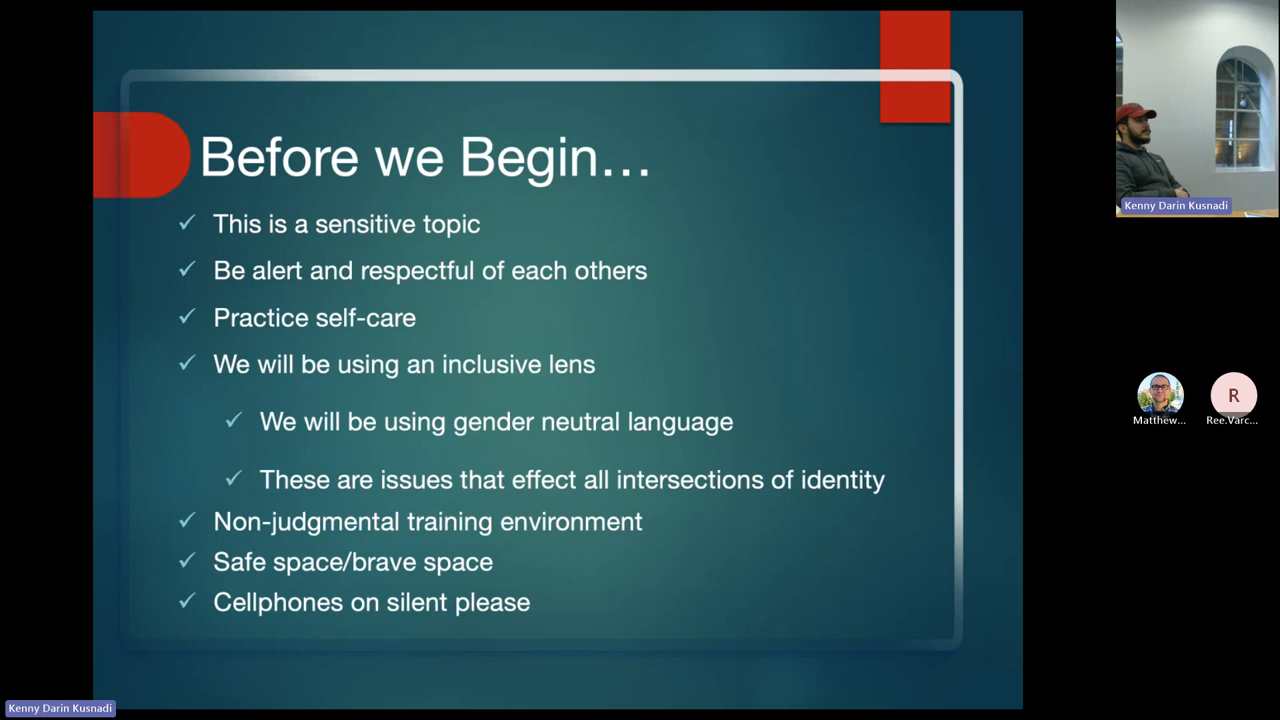 Before we Begin...
This is a sensitive topic
Be alert and respectful of each others
Practice self-care
We will be using an inclusive lens
We will be using gender neutral language
These are issues that effect all intersections of identity
Non-judgmental training environment
Safe space/brave space
Cellphones on silent please
Kenny Darin Kusnadi
R
Matthew...
Ree.Varc...
Kenny Darin Kusnadi